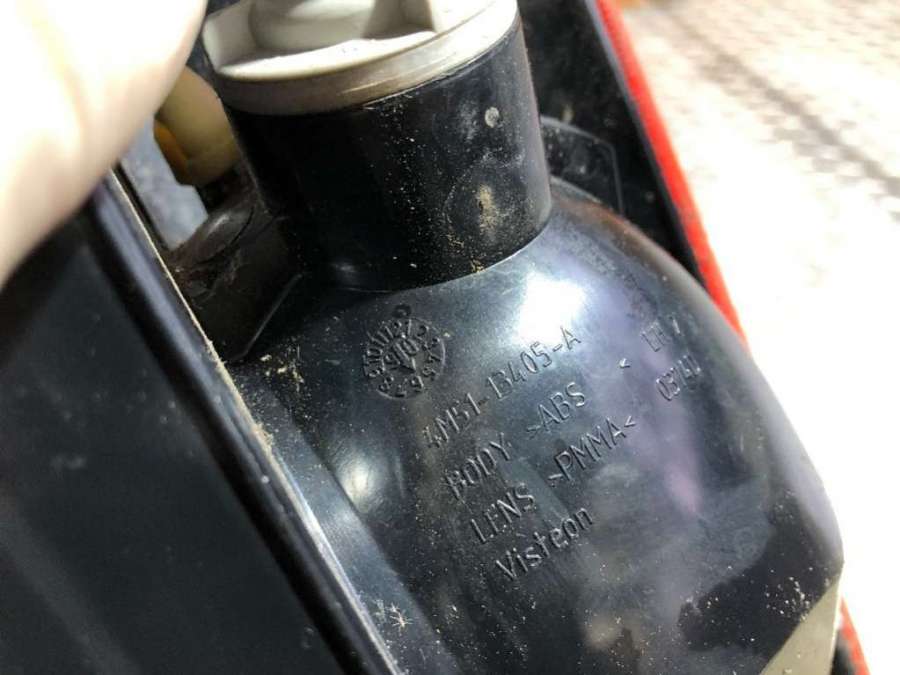 4M51-13405-A
BODY >ABS<
LENS >PMMA<
Visteon